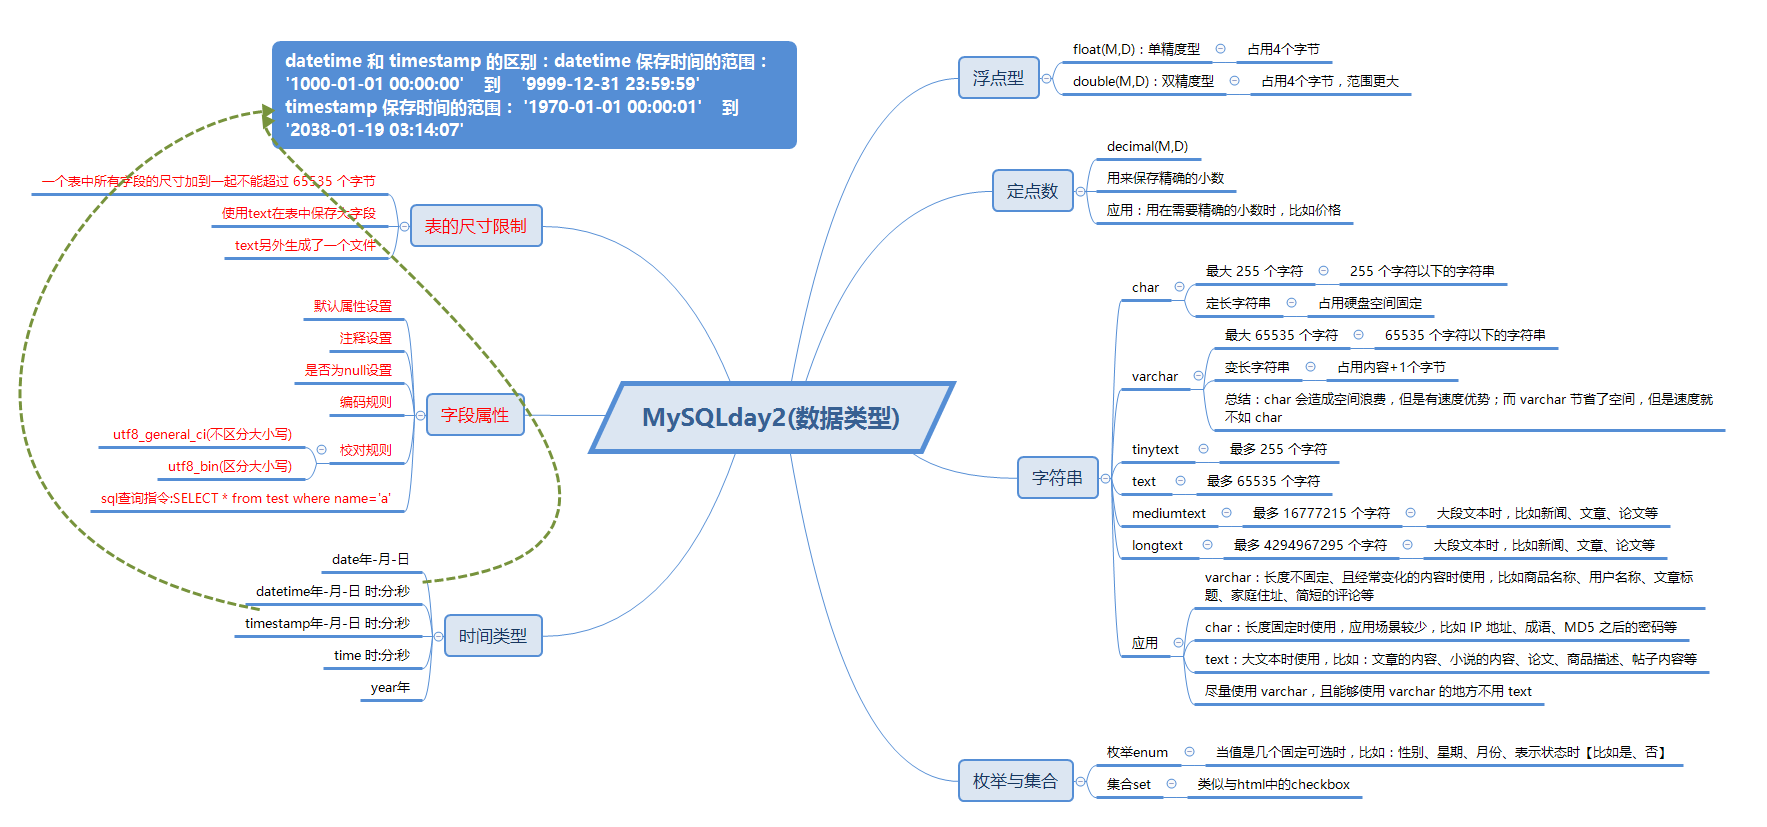 datetime 和 timestamp 的区别：datetime 保存时间的范围：
'1000-01-01 00:00:00' 到 '9999-12-31 23:59:59'
timestamp 保存时间的范围： '1970-01-01 00:00:01' 到
'2038-01-19 03:14:07'
一个表中所有字段的尺寸加到一起不能超过 65535 个字节
使用text在表中保存大字段
text另外生成了一个文件
表的尺寸限制
默认属性设置
注释设置
是否为null设置
编码规则
utf8_general_ci(不区分大小写)
utf8_bin(区分大小写)
校对规则
sql查询指令:SELECT * from test where name='a'
字段属性
date年-月-日
datetime年-月-日 时:分:秒
timestamp年-月-日 时:分:秒
time 时:分:秒
year年
时间类型
MySQLday2(数据类型)
浮点型
float(M,D)：单精度型
占用4个字节
double(M,D)：双精度型
占用4个字节，范围更大
定点数
decimal(M,D)
用来保存精确的小数
应用：用在需要精确的小数时，比如价格
字符串
char
最大 255 个字符
255 个字符以下的字符串
定长字符串
占用硬盘空间固定
varchar
最大 65535 个字符
65535 个字符以下的字符串
变长字符串
占用内容+1个字节
总结：char 会造成空间浪费，但是有速度优势；而 varchar 节省了空间，但是速度就
不如 char
tinytext
最多 255 个字符
text
最多 65535 个字符
mediumtext
最多 16777215 个字符
大段文本时，比如新闻、文章、论文等
longtext
最多 4294967295 个字符
大段文本时，比如新闻、文章、论文等
应用
varchar：长度不固定、且经常变化的内容时使用，比如商品名称、用户名称、文章标
题、家庭住址、简短的评论等
char：长度固定时使用，应用场景较少，比如 IP 地址、成语、MD5 之后的密码等
text：大文本时使用，比如：文章的内容、小说的内容、论文、商品描述、帖子内容等
尽量使用 varchar，且能够使用 varchar 的地方不用 text
枚举与集合
枚举enum
当值是几个固定可选时，比如：性别、星期、月份、表示状态时【比如是、否】
集合set
类似与html中的checkbox